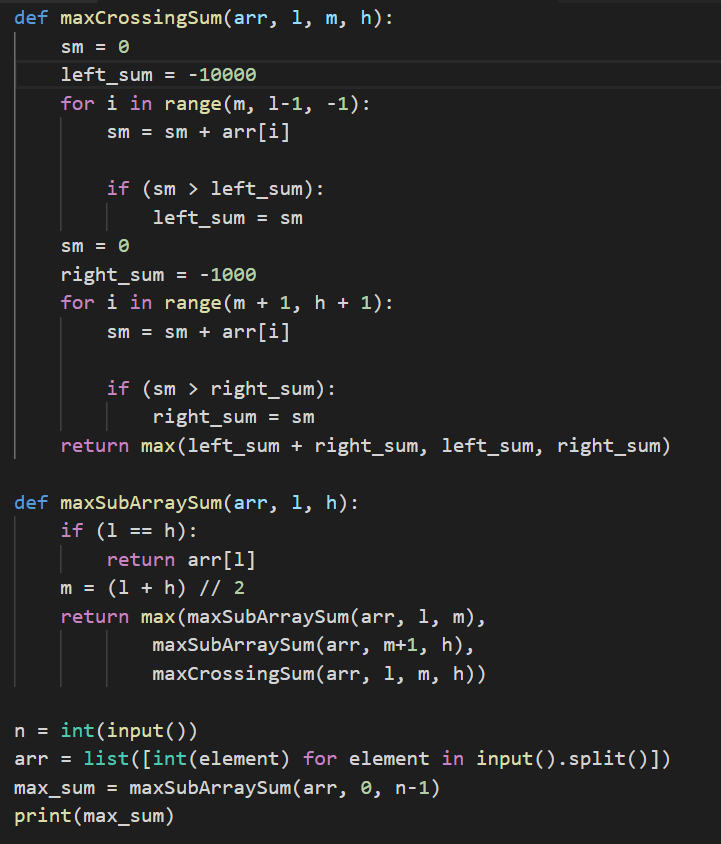 def maxCrossingSum(arr, l, m, h):
    sm = 0
    left_sum = -10000
    for i in range(m, l-1, -1):
        sm = sm + arr[i]

        if (sm > left_sum):
            left_sum = sm
    sm = 0
    right_sum = -1000
    for i in range(m + 1, h + 1):
        sm = sm + arr[i]

        if (sm > right_sum):
            right_sum = sm
    return max(left_sum + right_sum, left_sum, right_sum)

def maxSubArraySum(arr, l, h):
    if (l == h):
        return arr[l]
    m = (l + h) // 2
    return max(maxSubArraySum(arr, l, m),
            maxSubArraySum(arr, m+1, h),
            maxCrossingSum(arr, l, m, h))

n = int(input())
arr = list([int(element) for element in input().split()])
max_sum = maxSubArraySum(arr, 0, n-1)
print(max_sum)